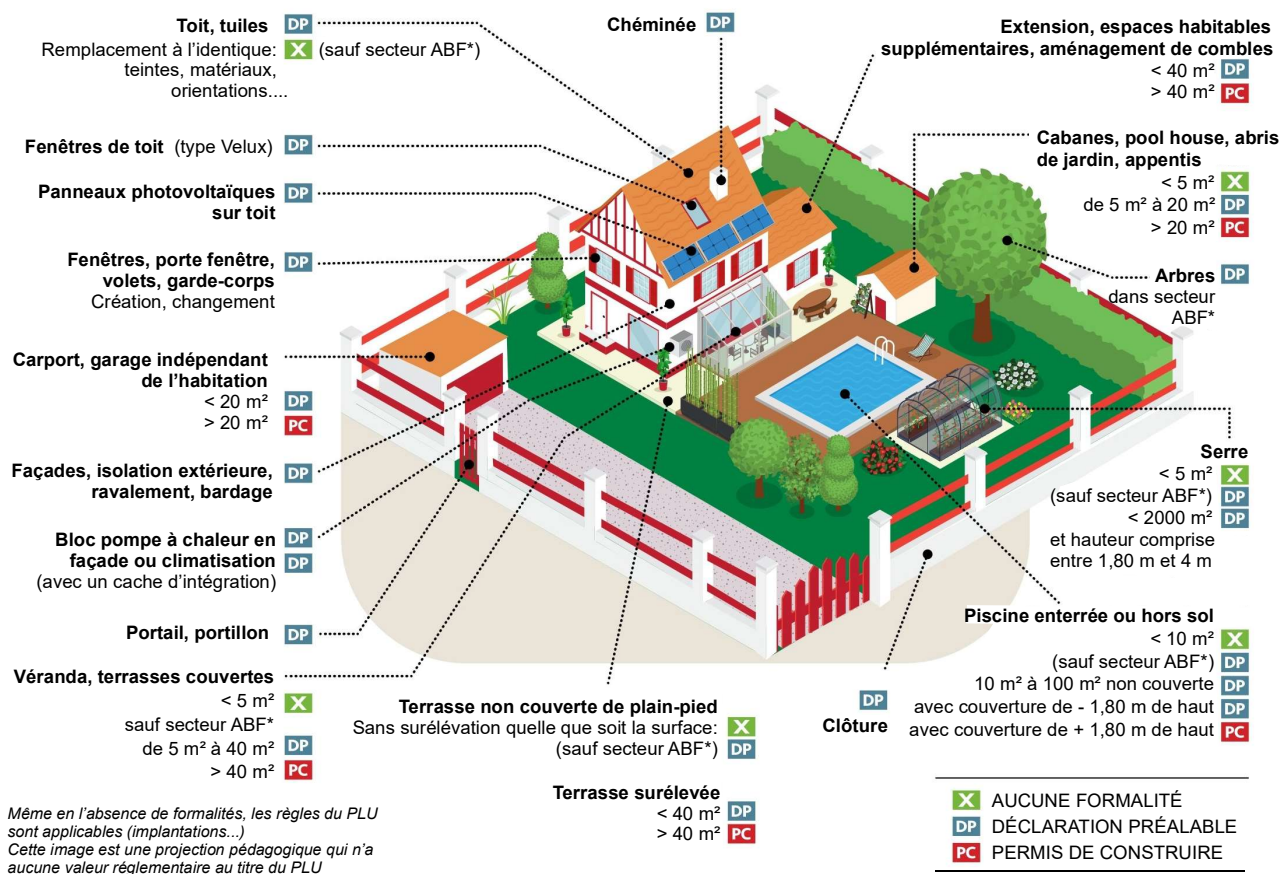 Toit, tuiles DP
Remplacement à l'identique: X (sauf secteur ABF*)
teintes, matériaux,
orientations....
Fenêtres de toit (type Velux) DP
Panneaux photovoltaïques DP
sur toit
Fenêtres, porte fenêtre, DP
volets, garde-corps
Création, changement
Carport, garage indépendant
de l'habitation
< 20 m² DP
> 20 m² PC
Façades, isolation extérieure, DP
ravalement, bardage
Bloc pompe à chaleur en DP
façade ou climatisation DP
(avec un cache d'intégration)
Portail, portillon DP
Véranda, terrasses couvertes
< 5 m² X
sauf secteur ABF*
de 5 m² à 40 m² DP
> 40 m² PC
Même en l'absence de formalités, les règles du PLU
sont applicables (implantations...)
Cette image est une projection pédagogique qui n'a
aucune valeur réglementaire au titre du PLU
Chéminée DP
Terrasse non couverte de plain-pied
Sans surélévation quelle que soit la surface: X
(sauf secteur ABF*) DP
Terrasse surélevée
< 40 m² DP
> 40 m² PC
Extension, espaces habitables
supplémentaires, aménagement de combles
< 40 m² DP
> 40 m² PC
Cabanes, pool house, abris
de jardin, appentis
< 5 m² X
de 5 m² à 20 m² DP
> 20 m² PC
Arbres DP
dans secteur
ABF*
Serre
< 5 m² X
(sauf secteur ABF*) DP
< 2000 m² DP
et hauteur comprise
entre 1,80 m et 4 m
DP
Clôture
Piscine enterrée ou hors sol
< 10 m² X
(sauf secteur ABF*) DP
10 m² à 100 m² non couverte DP
avec couverture de - 1,80 m de haut DP
avec couverture de + 1,80 m de haut PC
X AUCUNE FORMALITÉ
DP DÉCLARATION PRÉALABLE
PC PERMIS DE CONSTRUIRE